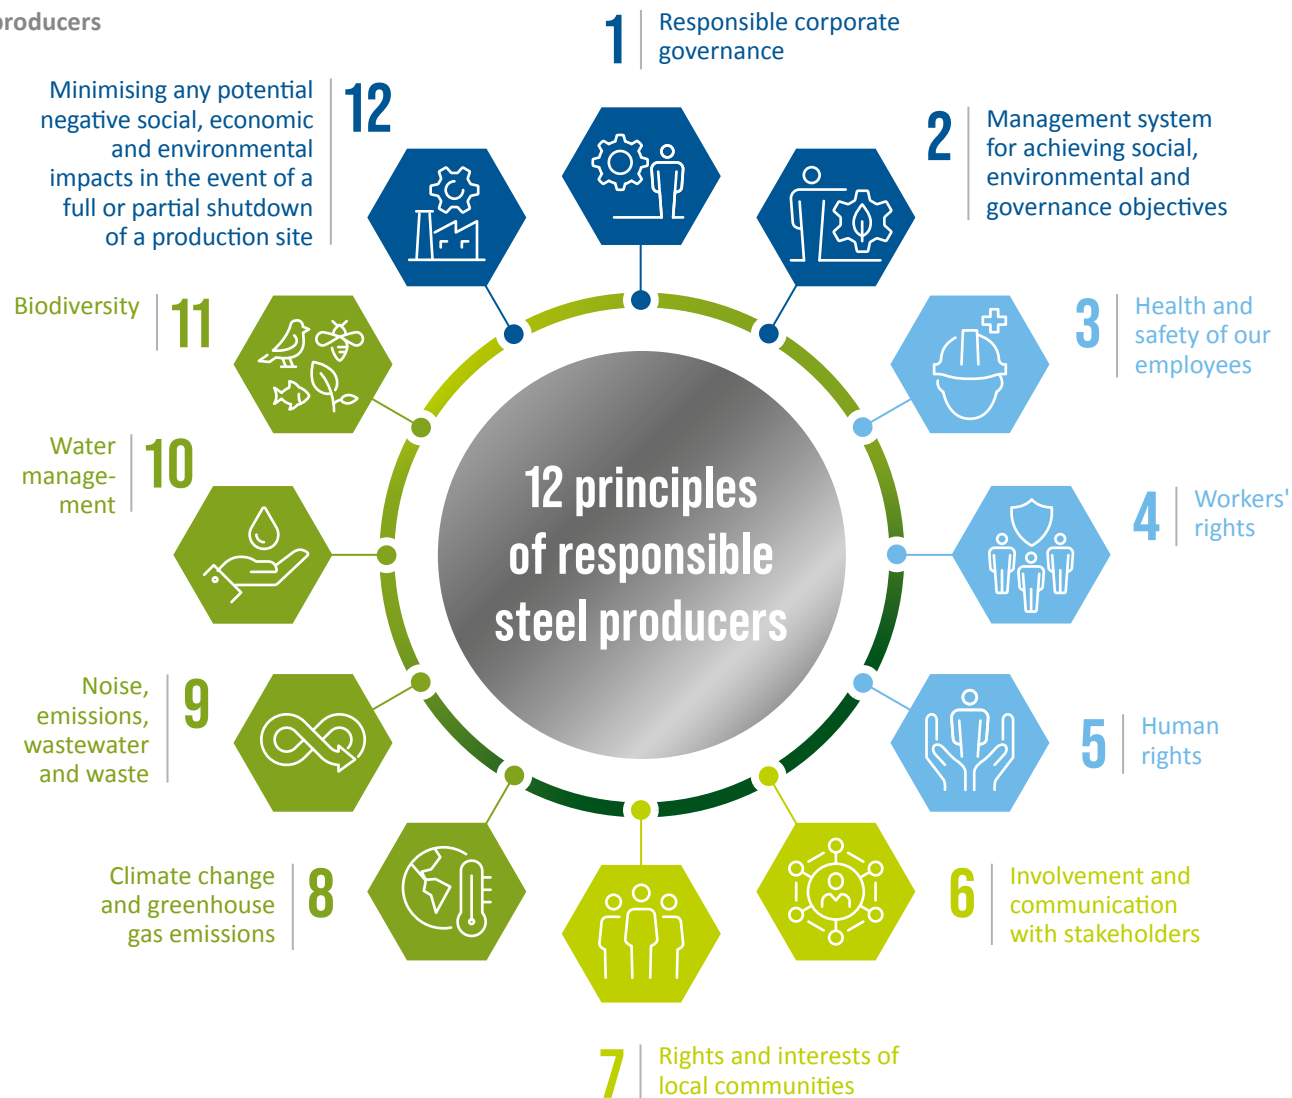 producers
1
Responsible corporate
governance
2
Management system
for achieving social,
environmental and
governance objectives
3
Health and
safety of our
employees
4
Workers'
rights
5
Human
rights
6
Involvement and
communication
with stakeholders
7
Rights and interests of
local communities
8
Climate change
and greenhouse
gas emissions
9
Noise,
emissions,
wastewater
and waste
10
Water
manage-
ment
11
Biodiversity
12
Minimising any potential
negative social, economic
and environmental
impacts in the event of a
full or partial shutdown
of a production site
12 principles
of responsible
steel producers